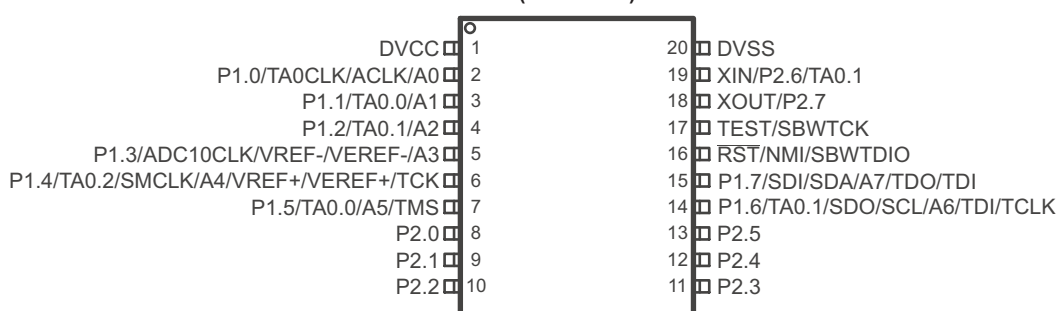 DVCC 1 20 DVSS
P1.0/TA0CLK/ACLK/A0 2 19 XIN/P2.6/TA0.1
P1.1/TA0.0/A1 3 18 XOUT/P2.7
P1.2/TA0.1/A2 4 17 TEST/SBWTCK
P1.3/ADC10CLK/VREF-/VEREF-/A3 5 16 RST/NMI/SBWTDIO
P1.4/TA0.2/SMCLK/A4/VREF+/VEREF+/TCK 6 15 P1.7/SDI/SDA/A7/TDO/TDI
P1.5/TA0.0/A5/TMS 7 14 P1.6/TA0.1/SDO/SCL/A6/TDI/TCLK
P2.0 8 13 P2.5
P2.1 9 12 P2.4
P2.2 10 11 P2.3